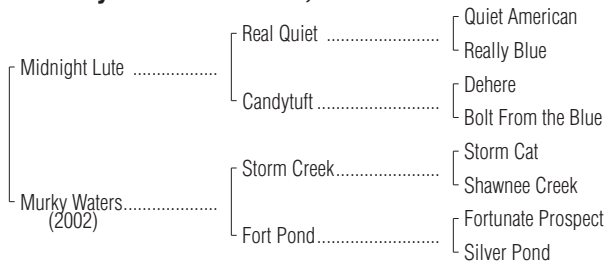 Quiet American
Real Quiet ....................
Really Blue
Midnight Lute .................
Dehere
Candytuft .....................
Bolt From the Blue
Storm Cat
Storm Creek....................
Shawnee Creek
Murky Waters...................
(2002)
Fortunate Prospect
Fort Pond......................
Silver Pond